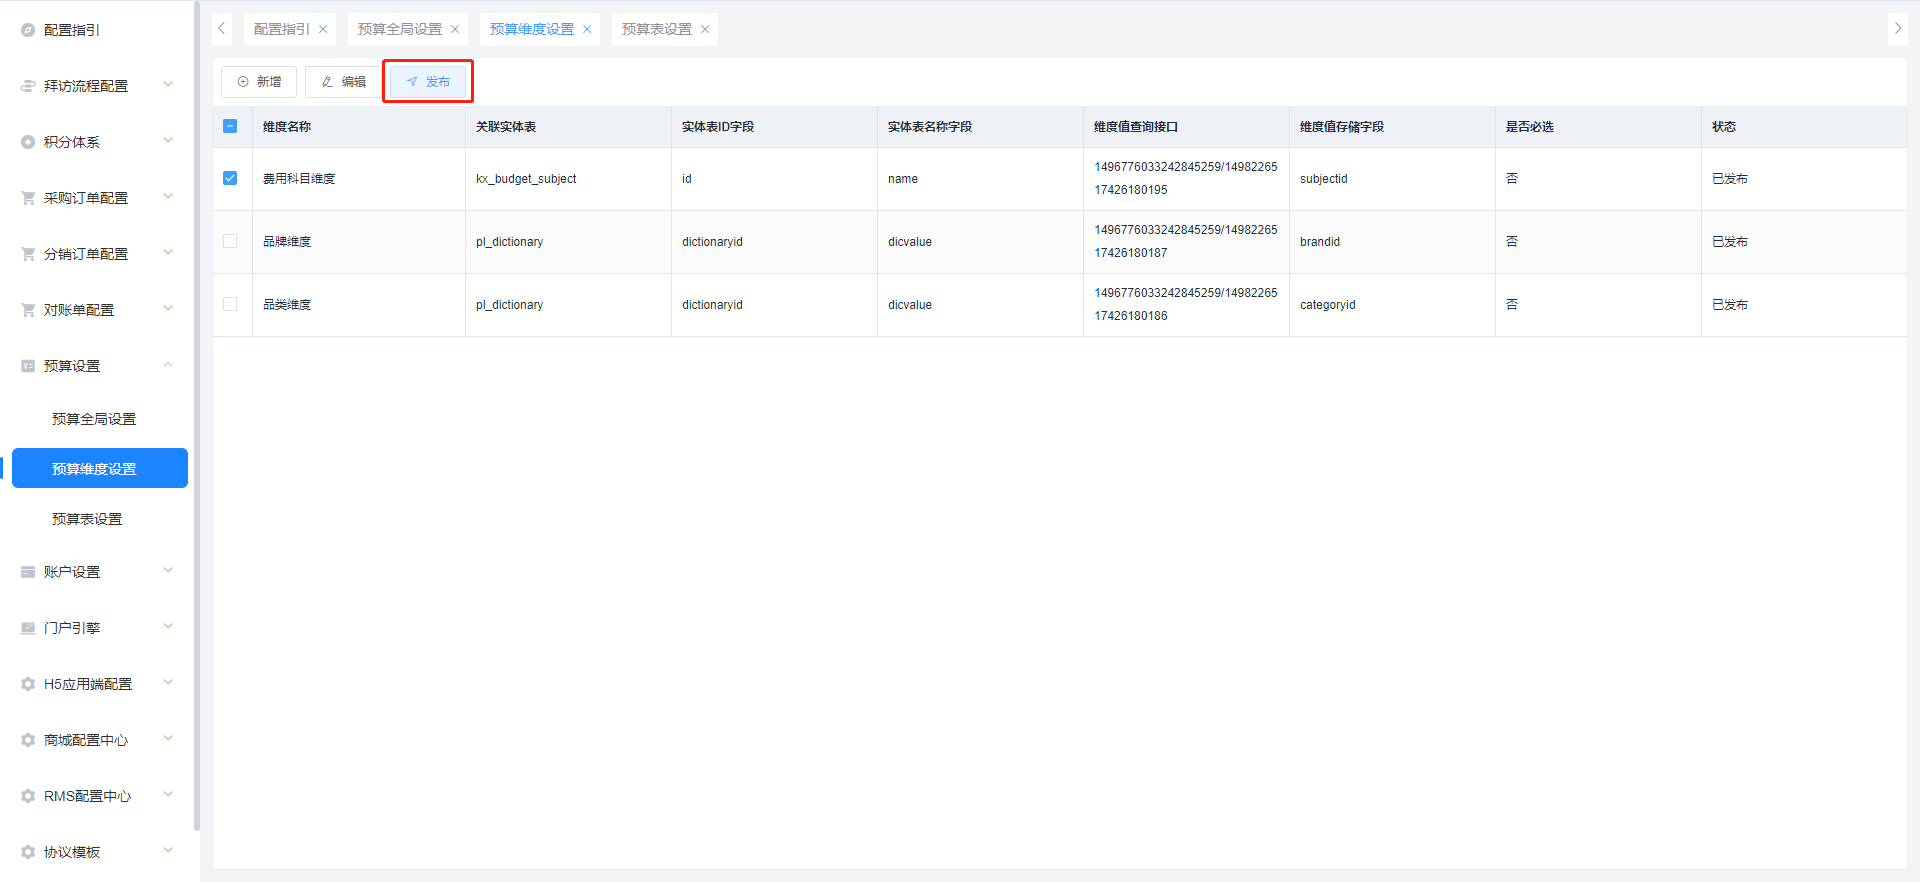 配置指引
拜访流程配置
积分体系
采购订单配置
分销订单配置
对账单配置
预算设置
预算全局设置
预算维度设置
预算表设置
账户设置
门户引擎
H5应用端配置
商城配置中心
RMS配置中心
协议模板
配置指引 预算全局设置 预算维度设置 预算表设置
新增 编辑 发布
维度名称 关联实体表 实体表ID字段 实体表名称字段 维度值查询接口 维度值存储字段 是否必选 状态
费用科目维度 kx_budget_subject id name 1496776033242845259/14982265 subjectid 否 已发布
17426180195
品牌维度 pl_dictionary dictionaryid dicvalue 1496776033242845259/14982265 brandid 否 已发布
17426180187
品类维度 pl_dictionary dictionaryid dicvalue 1496776033242845259/14982265 categoryid 否 已发布
17426180186